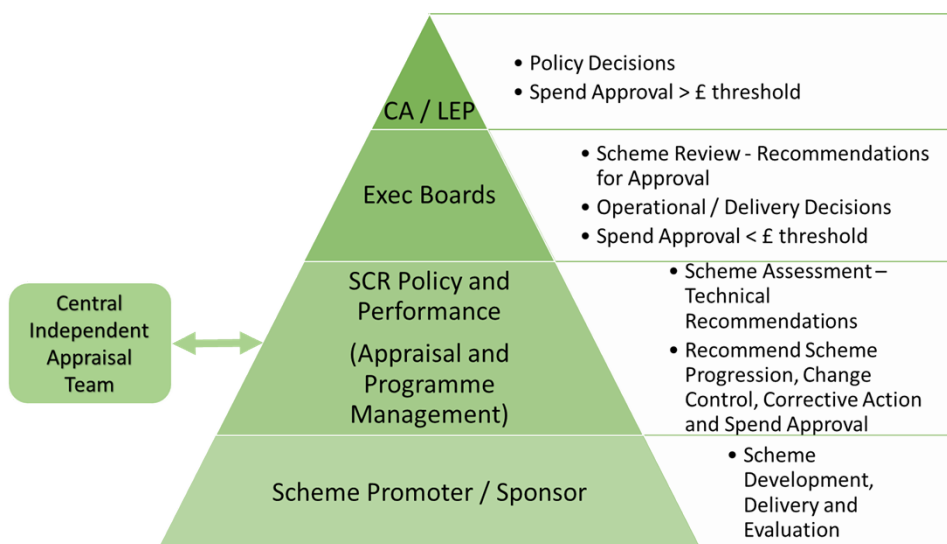 CA / LEP
• Policy Decisions
• Spend Approval > £ threshold
Exec Boards
• Scheme Review - Recommendations
for Approval
• Operational / Delivery Decisions
• Spend Approval < £ threshold
Central
Independent
Appraisal
Team
SCR Policy and
Performance
(Appraisal and
Programme
Management)
• Scheme Assessment –
Technical
Recommendations
• Recommend Scheme
Progression, Change
Control, Corrective Action
and Spend Approval
Scheme Promoter / Sponsor
• Scheme
Development,
Delivery and
Evaluation